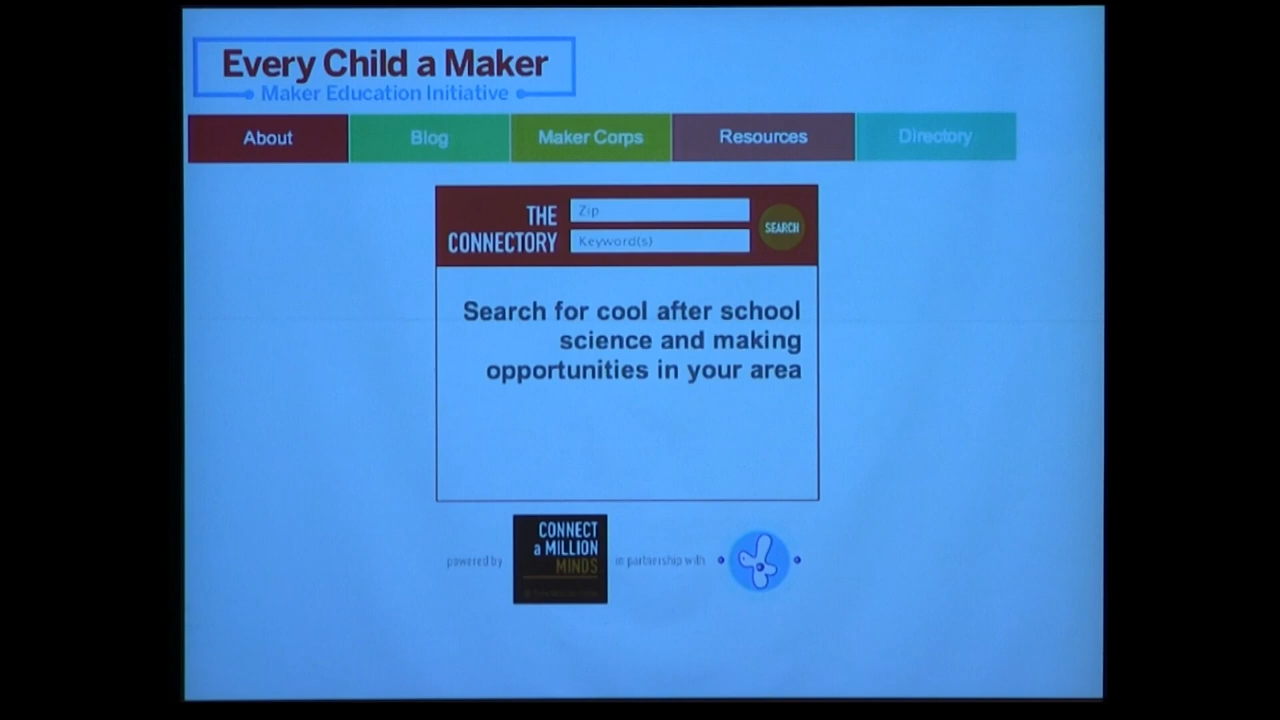 Every Child a Maker
Maker Education Initiative
About Blog Maker Corps Resources Directory
THE CONNECTORY
Zip
Keyword(s)
SEARCH
Search for cool after school
science and making
opportunities in your area
powered by
CONNECT
a MILLION
MINDS
in partnership with